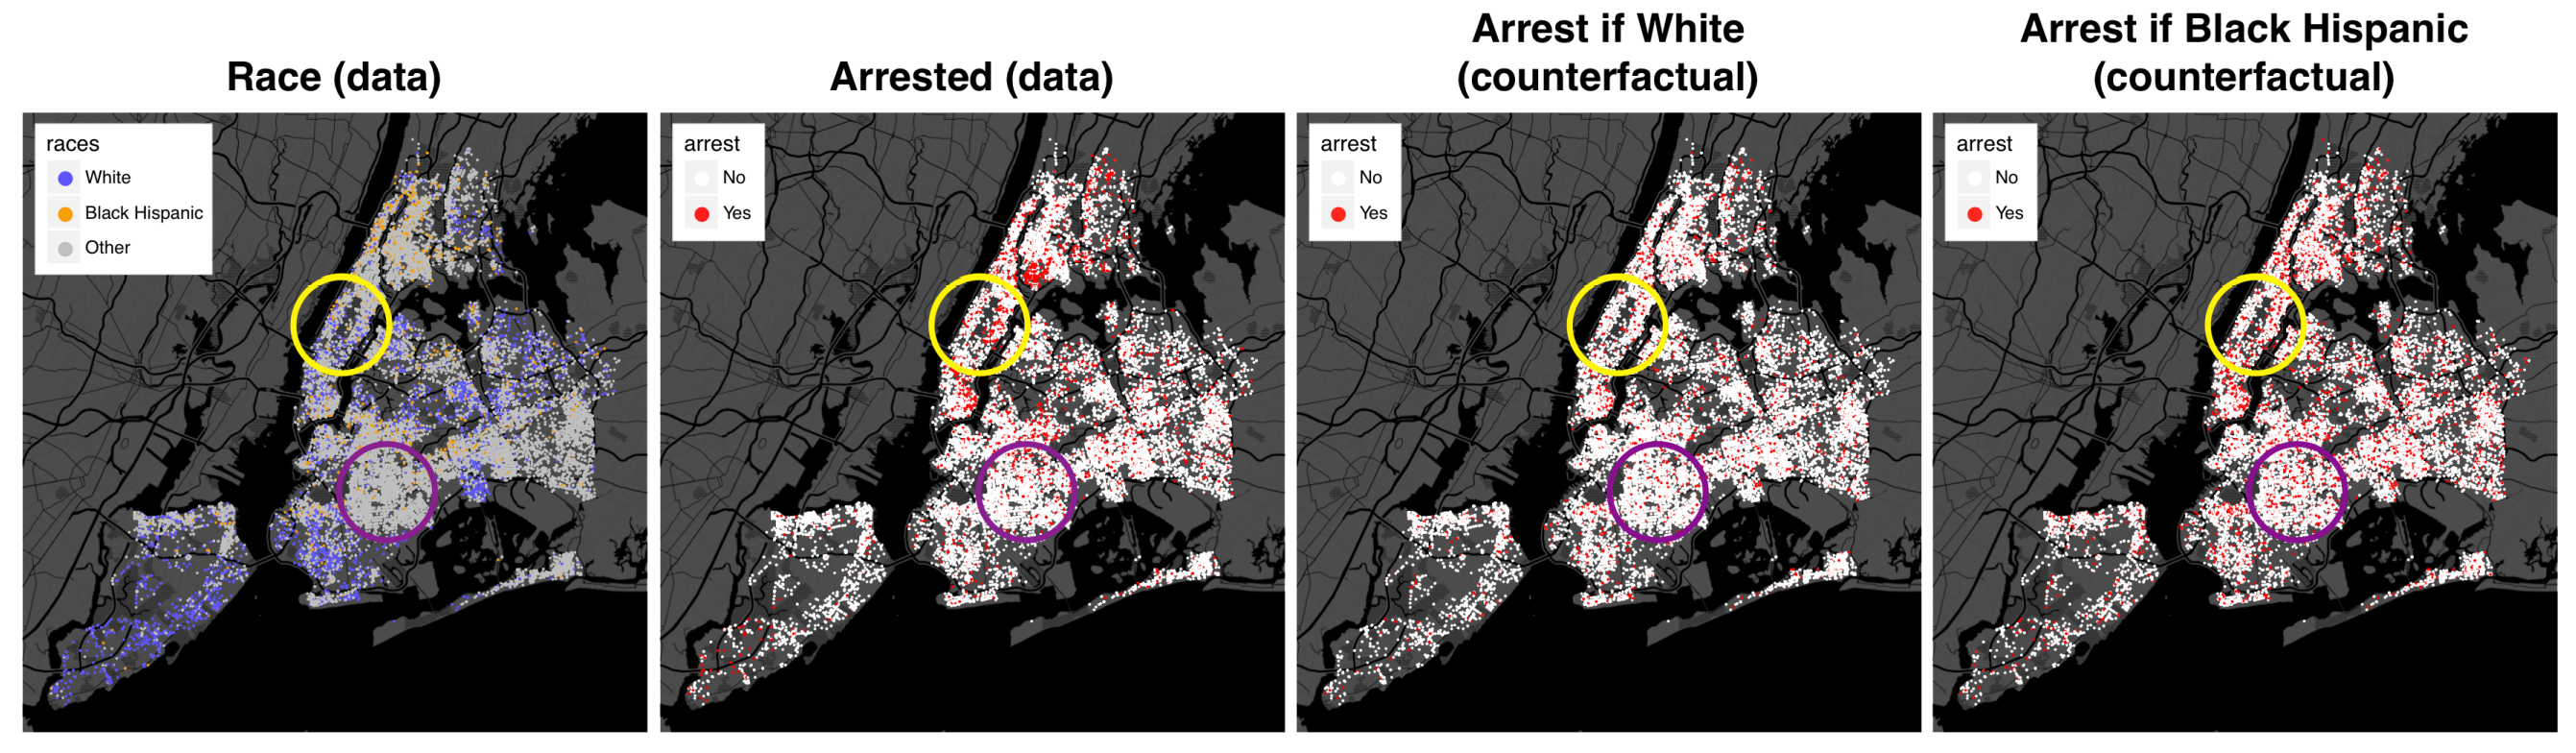 Race (data)
races
White
Black Hispanic
Other
Arrested (data)
arrest
No
Yes
Arrest if White
(counterfactual)
arrest
No
Yes
Arrest if Black Hispanic
(counterfactual)
arrest
No
Yes